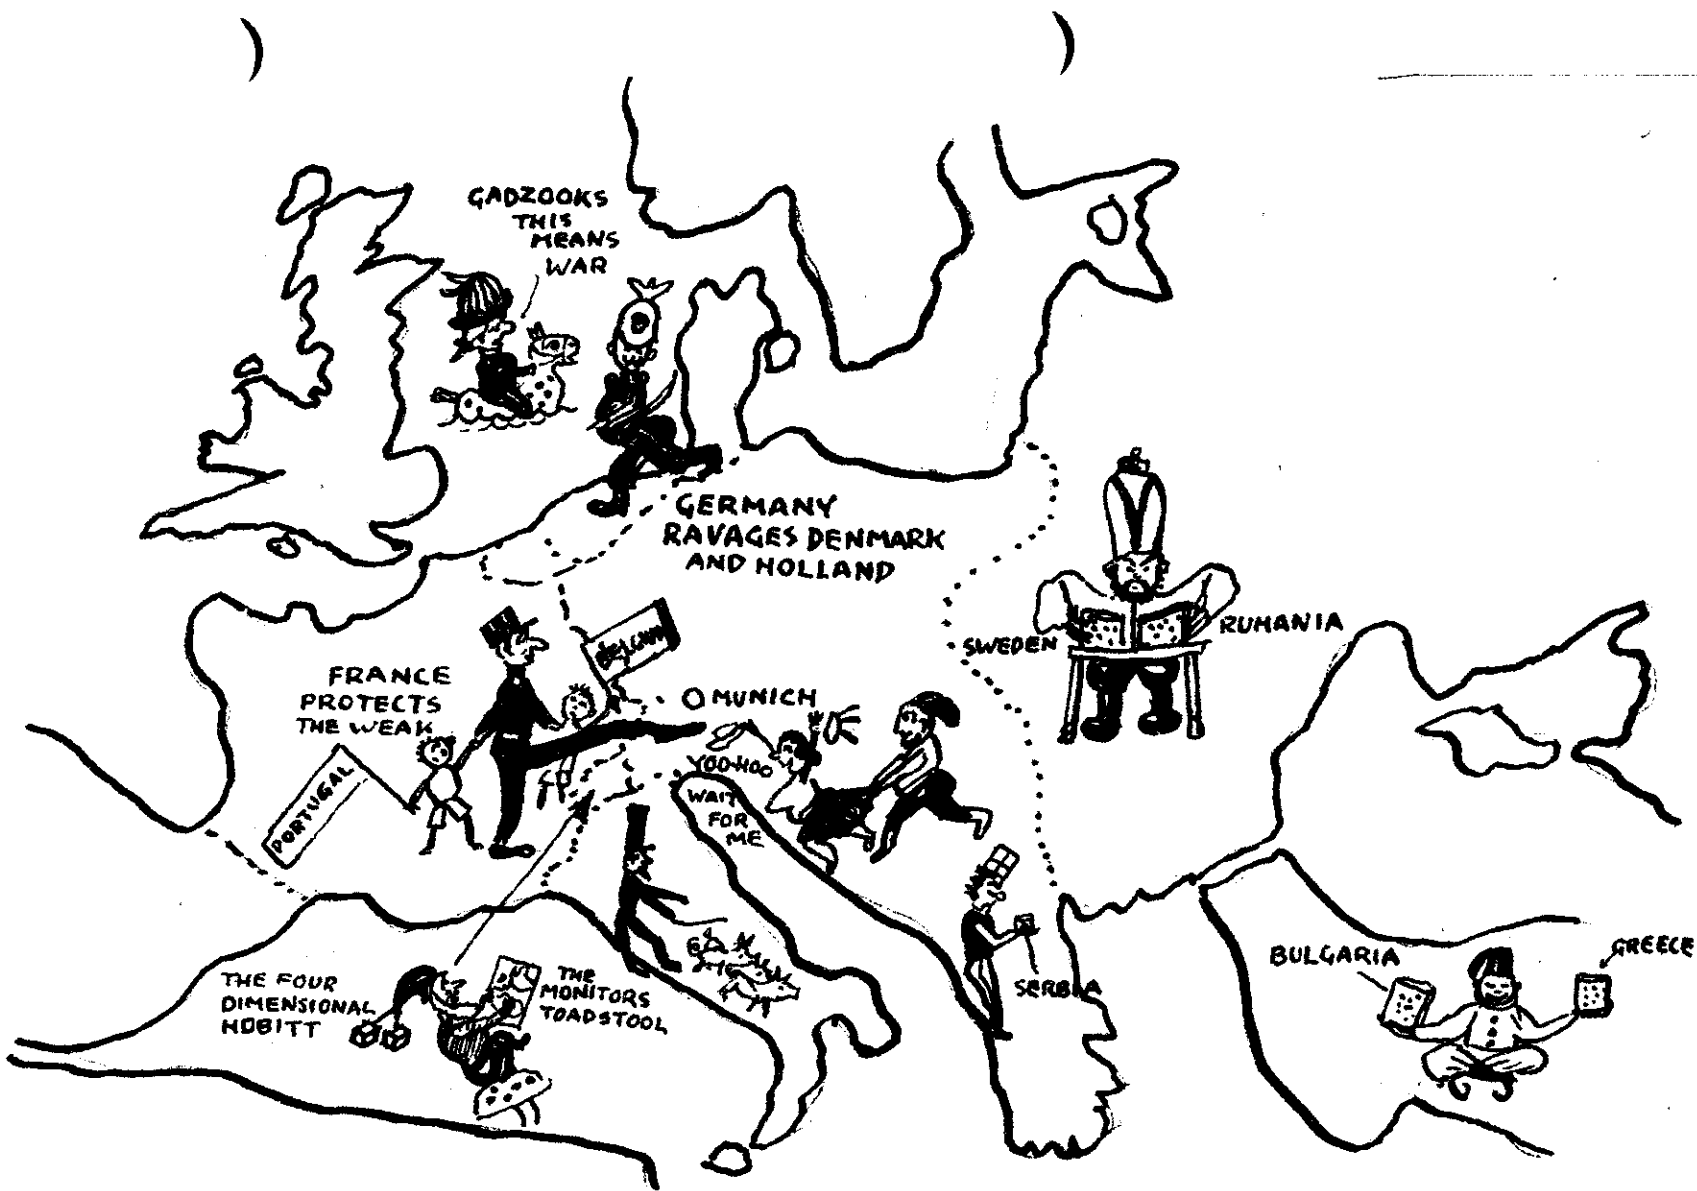 GADZOOKS
THIS
MEANS
WAR
GERMANY
RAVAGES DENMARK
AND HOLLAND
BELGIUM
SWEDEN
RUMANIA
FRANCE
PROTECTS
THE WEAK
PORTUGAL
O MUNICH
YOO-HOO
WAIT
FOR
ME
SERBIA
BULGARIA
GREECE
THE FOUR
DIMENSIONAL
HOBITT
THE
MONITORS
TOADSTOOL